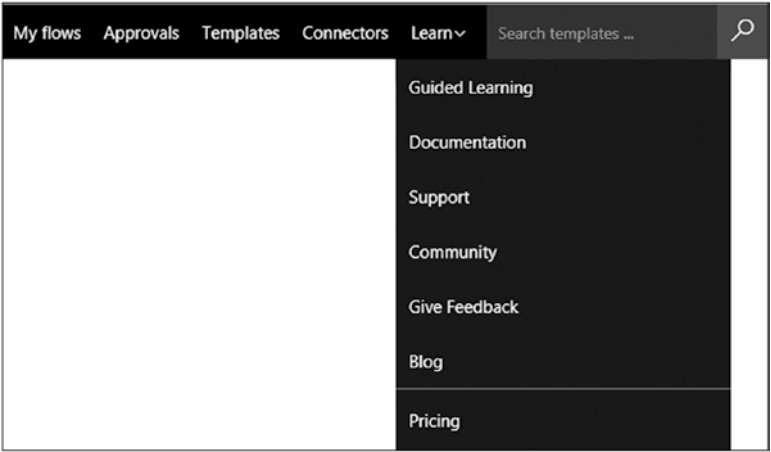 My flows Approvals Templates Connectors Learn Search templates ...
Guided Learning
Documentation
Support
Community
Give Feedback
Blog
Pricing